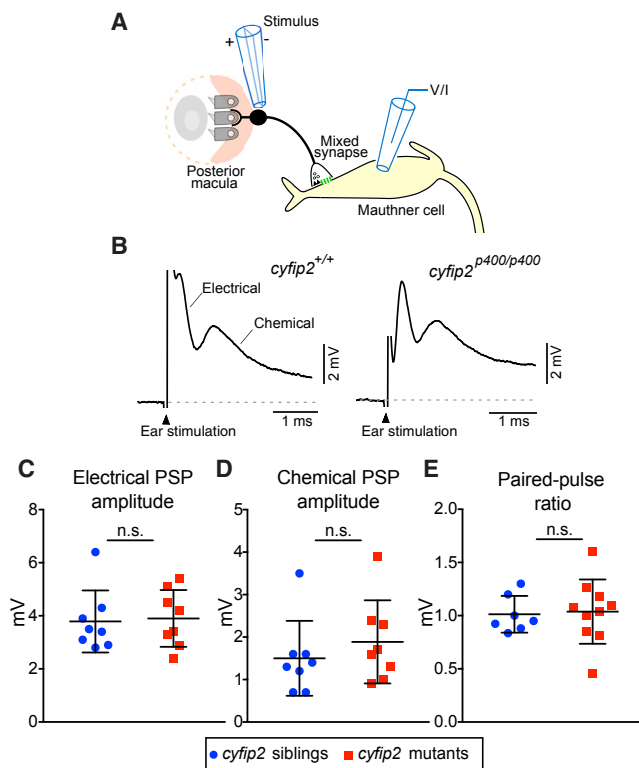 A
Stimulus
+ -
V/I
Mixed
synapse
Posterior
macula
Mauthner cell
B
cyfip2+/+
cyfip2p400/p400
Electrical
Chemical
2 mV
2 mV
1 ms
1 ms
Ear stimulation
Ear stimulation
C
Electrical PSP
amplitude
n.s.
mV
8
6
4
2
0
D
Chemical PSP
amplitude
n.s.
mV
5
4
3
2
1
0
E
Paired-pulse
ratio
n.s.
mV
2.0
1.5
1.0
0.5
0.0
cyfip2 siblings
cyfip2 mutants